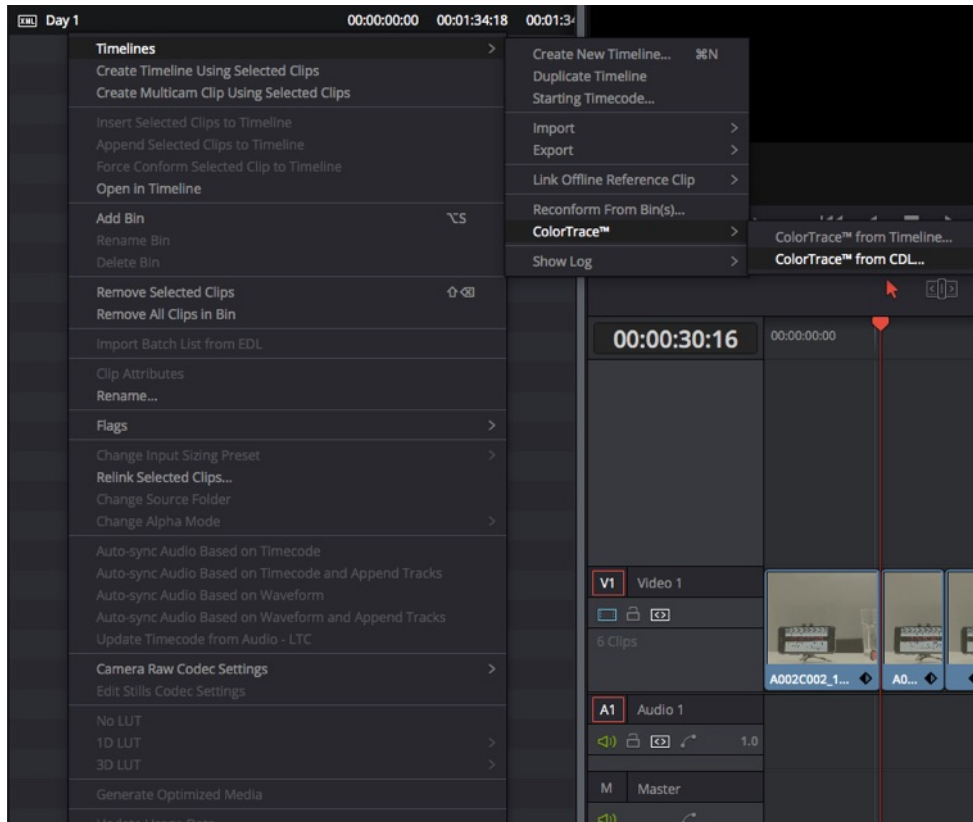 XML Day 1 00:00:00:00 00:01:34:18 00:01:34
Timelines >
Create Timeline Using Selected Clips
Create Multicam Clip Using Selected Clips
Insert Selected Clips to Timeline
Append Selected Clips to Timeline
Force Conform Selected Clip to Timeline
Open in Timeline
Add Bin ⌥S
Rename Bin
Delete Bin
Remove Selected Clips ⇧⌫
Remove All Clips in Bin
Import Batch List from EDL
Clip Attributes
Rename...
Flags >
Change Input Sizing Preset >
Relink Selected Clips...
Change Source Folder
Change Alpha Mode >
Auto-sync Audio Based on Timecode
Auto-sync Audio Based on Timecode and Append Tracks
Auto-sync Audio Based on Waveform
Auto-sync Audio Based on Waveform and Append Tracks
Update Timecode from Audio - LTC
Camera Raw Codec Settings >
Edit Stills Codec Settings
No LUT
1D LUT >
3D LUT >
Generate Optimized Media
Create New Timeline... ⌘N
Duplicate Timeline
Starting Timecode...
Import >
Export >
Link Offline Reference Clip >
Reconform From Bin(s)...
ColorTrace™ >
Show Log >
ColorTrace™ from Timeline...
ColorTrace™ from CDL...
00:00:30:16 00:00:00:00
V1 Video 1
6 Clips
A002C002_1... A0...
A1 Audio 1
1.0
M Master